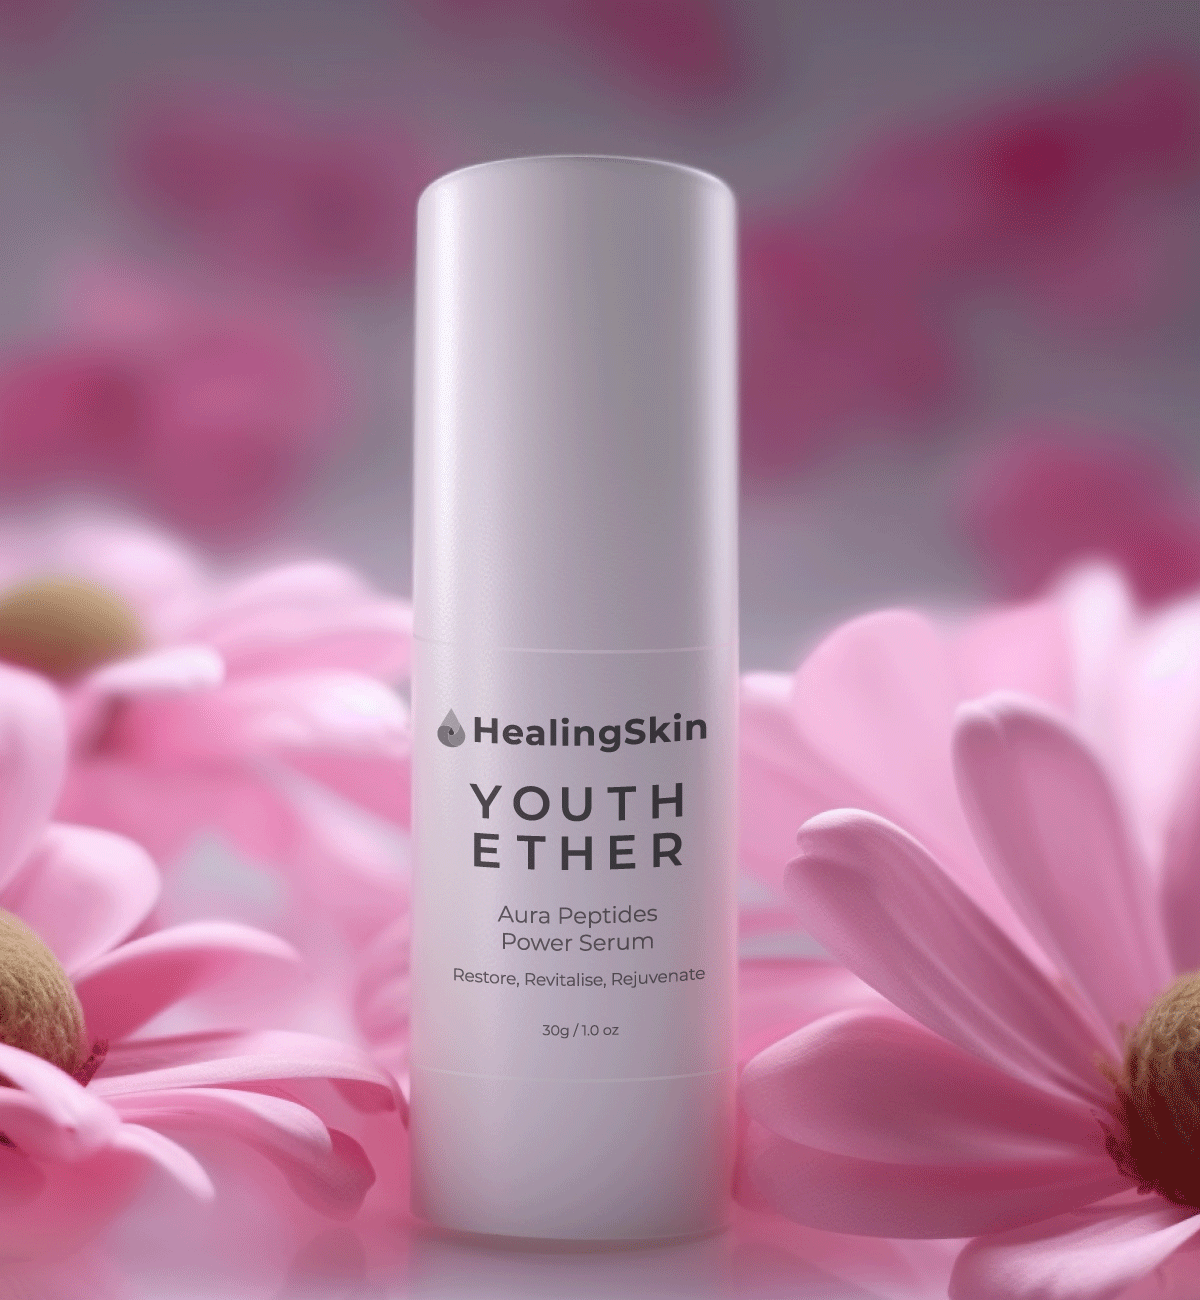 HealingSkin
YOUTH
ETHER
Aura Peptides
Power Serum
Restore, Revitalise, Rejuvenate
30g / 1.0 oz